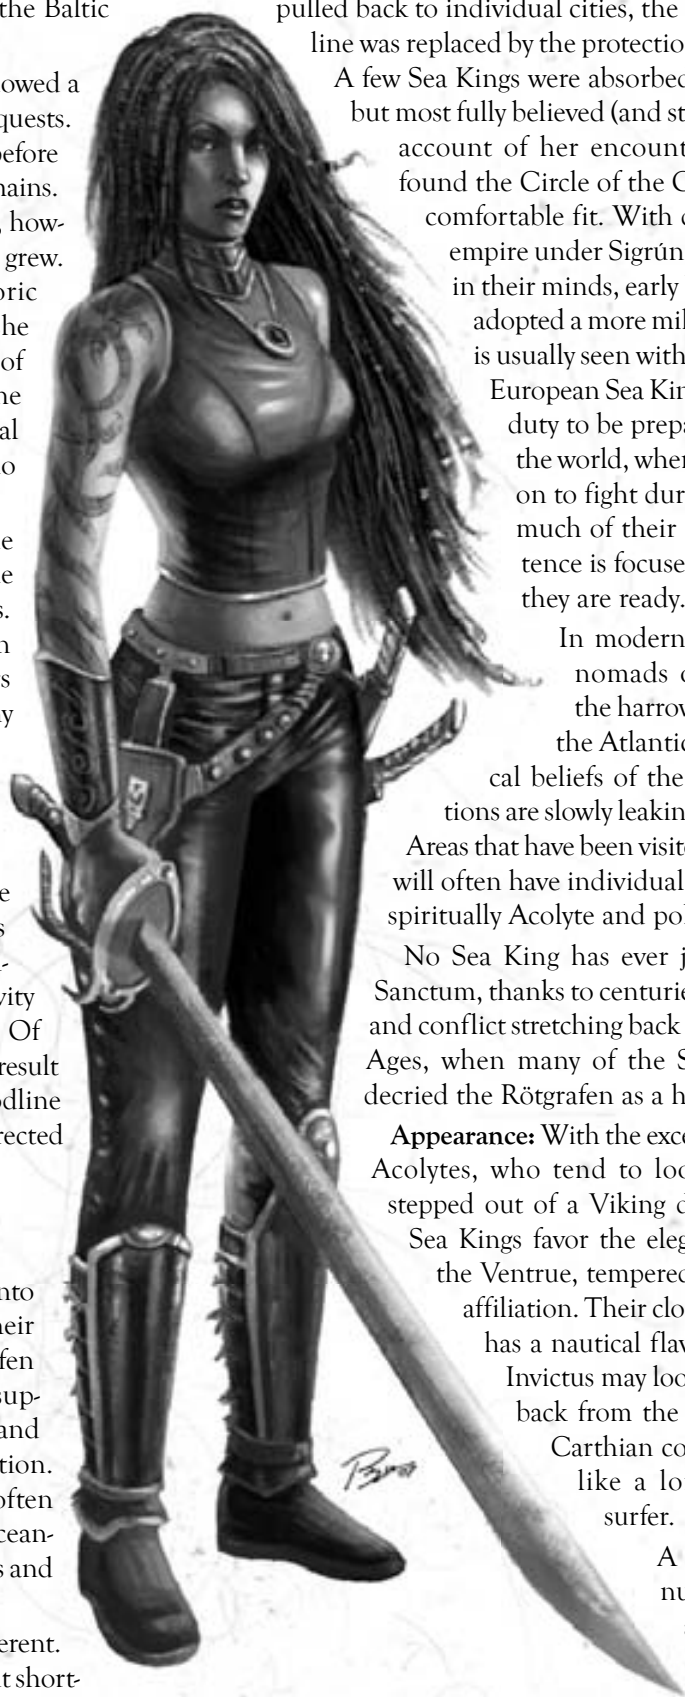 the Baltic
owed a
quests.
efore
ains.
, how-
grew.
oric
he
of
ne
al
o
e
e
s.
n
s
y
e
s
-
vity
Of
result
odline
rected
nto
heir
fen
sup-
and
tion.
often
cean-
s and
erent.
t short-
pulled back to individual cities, the
line was replaced by the protectio
A few Sea Kings were absorbed
but most fully believed (and st
account of her encount
found the Circle of the C
comfortable fit. With
empire under Sigrún
in their minds, early
adopted a more mil
is usually seen with
European Sea Kin
duty to be prepa
the world, wher
on to fight dur
much of their
tence is focuse
they are ready.
In modern
nomads o
the harrow
the Atlantic
cal beliefs of the
tions are slowly leakin
Areas that have been visite
will often have individual
spiritually Acolyte and pol
No Sea King has ever j
Sanctum, thanks to centurie
and conflict stretching back
Ages, when many of the S
decried the Rötgrafen as a h
Appearance: With the exce
Acolytes, who tend to loo
stepped out of a Viking d
Sea Kings favor the eleg
the Ventrue, tempered
affiliation. Their clo
has a nautical flav
Invictus may loo
back from the
Carthian co
like a lo
surfer.
A
nu